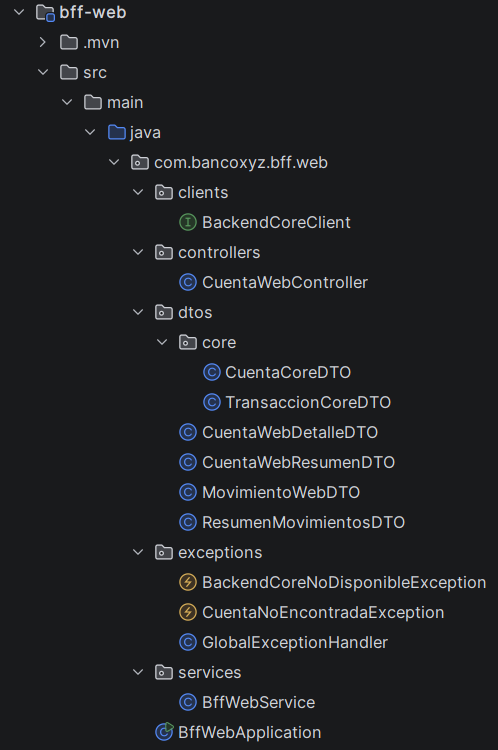 bff-web
.mvn
src
main
java
com.bancoxyz.bff.web
clients
BackendCoreClient
controllers
CuentaWebController
dtos
core
CuentaCoreDTO
TransaccionCoreDTO
CuentaWebDetalleDTO
CuentaWebResumenDTO
MovimientoWebDTO
ResumenMovimientosDTO
exceptions
BackendCoreNoDisponibleException
CuentaNoEncontradaException
GlobalExceptionHandler
services
BffWebService
BffWebApplication